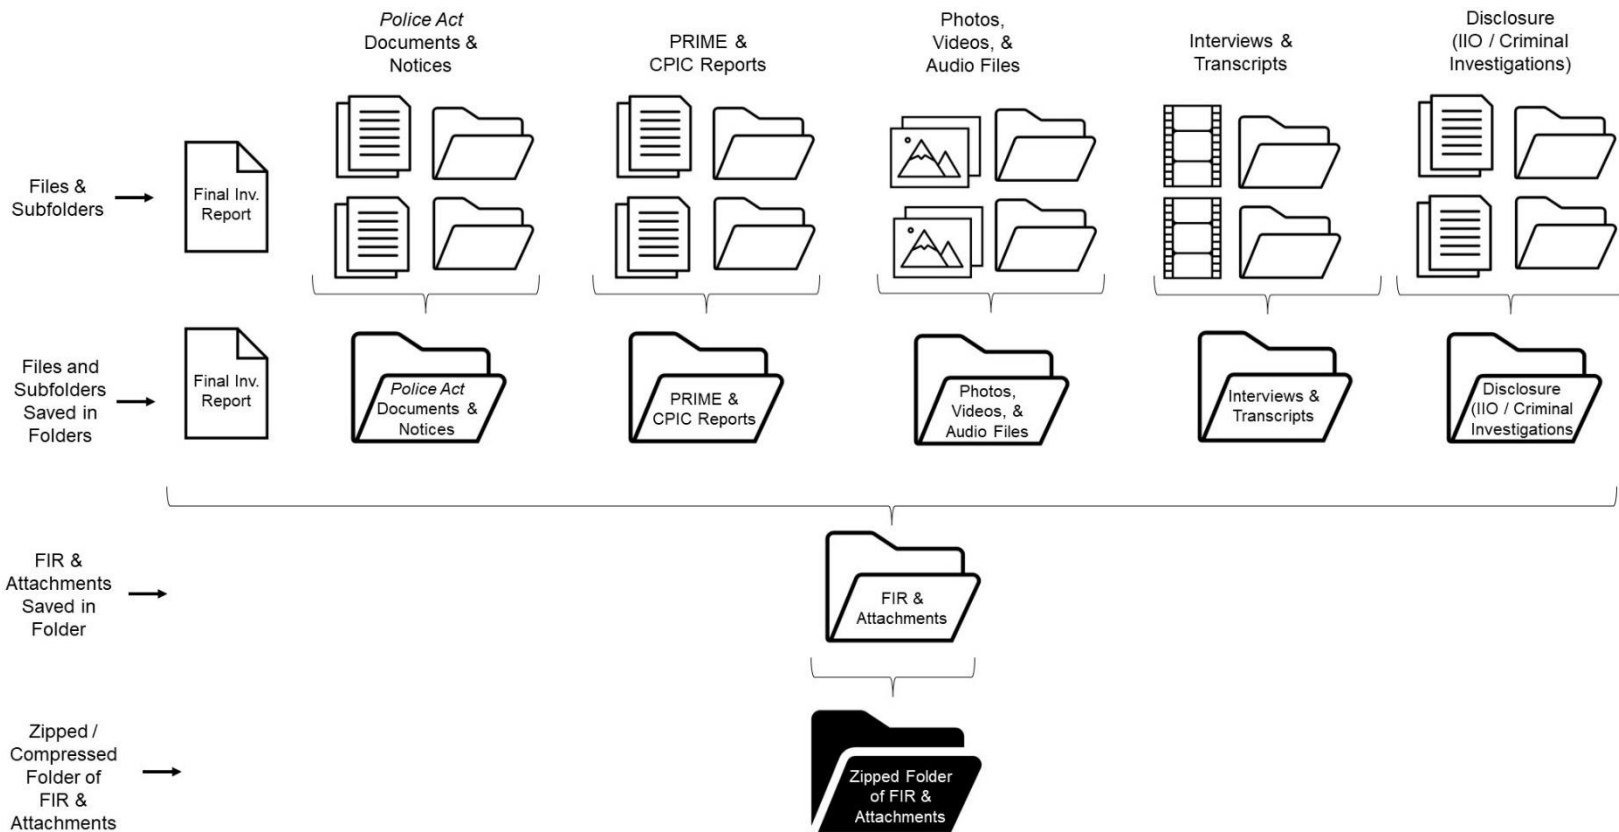 Police Act
Documents &
Notices
PRIME &
CPIC Reports
Photos,
Videos, &
Audio Files
Interviews &
Transcripts
Disclosure
(IIO / Criminal
Investigations)
Files &
Subfolders
Final Inv.
Report
Files and
Subfolders
Saved in
Folders
Final Inv.
Report
Police Act
Documents &
Notices
PRIME &
CPIC Reports
Photos,
Videos, &
Audio Files
Interviews &
Transcripts
Disclosure
(IIO / Criminal
Investigations
FIR &
Attachments
Saved in
Folder
FIR &
Attachments
Zipped /
Compressed
Folder of
FIR &
Attachments
Zipped Folder
of FIR &
Attachments